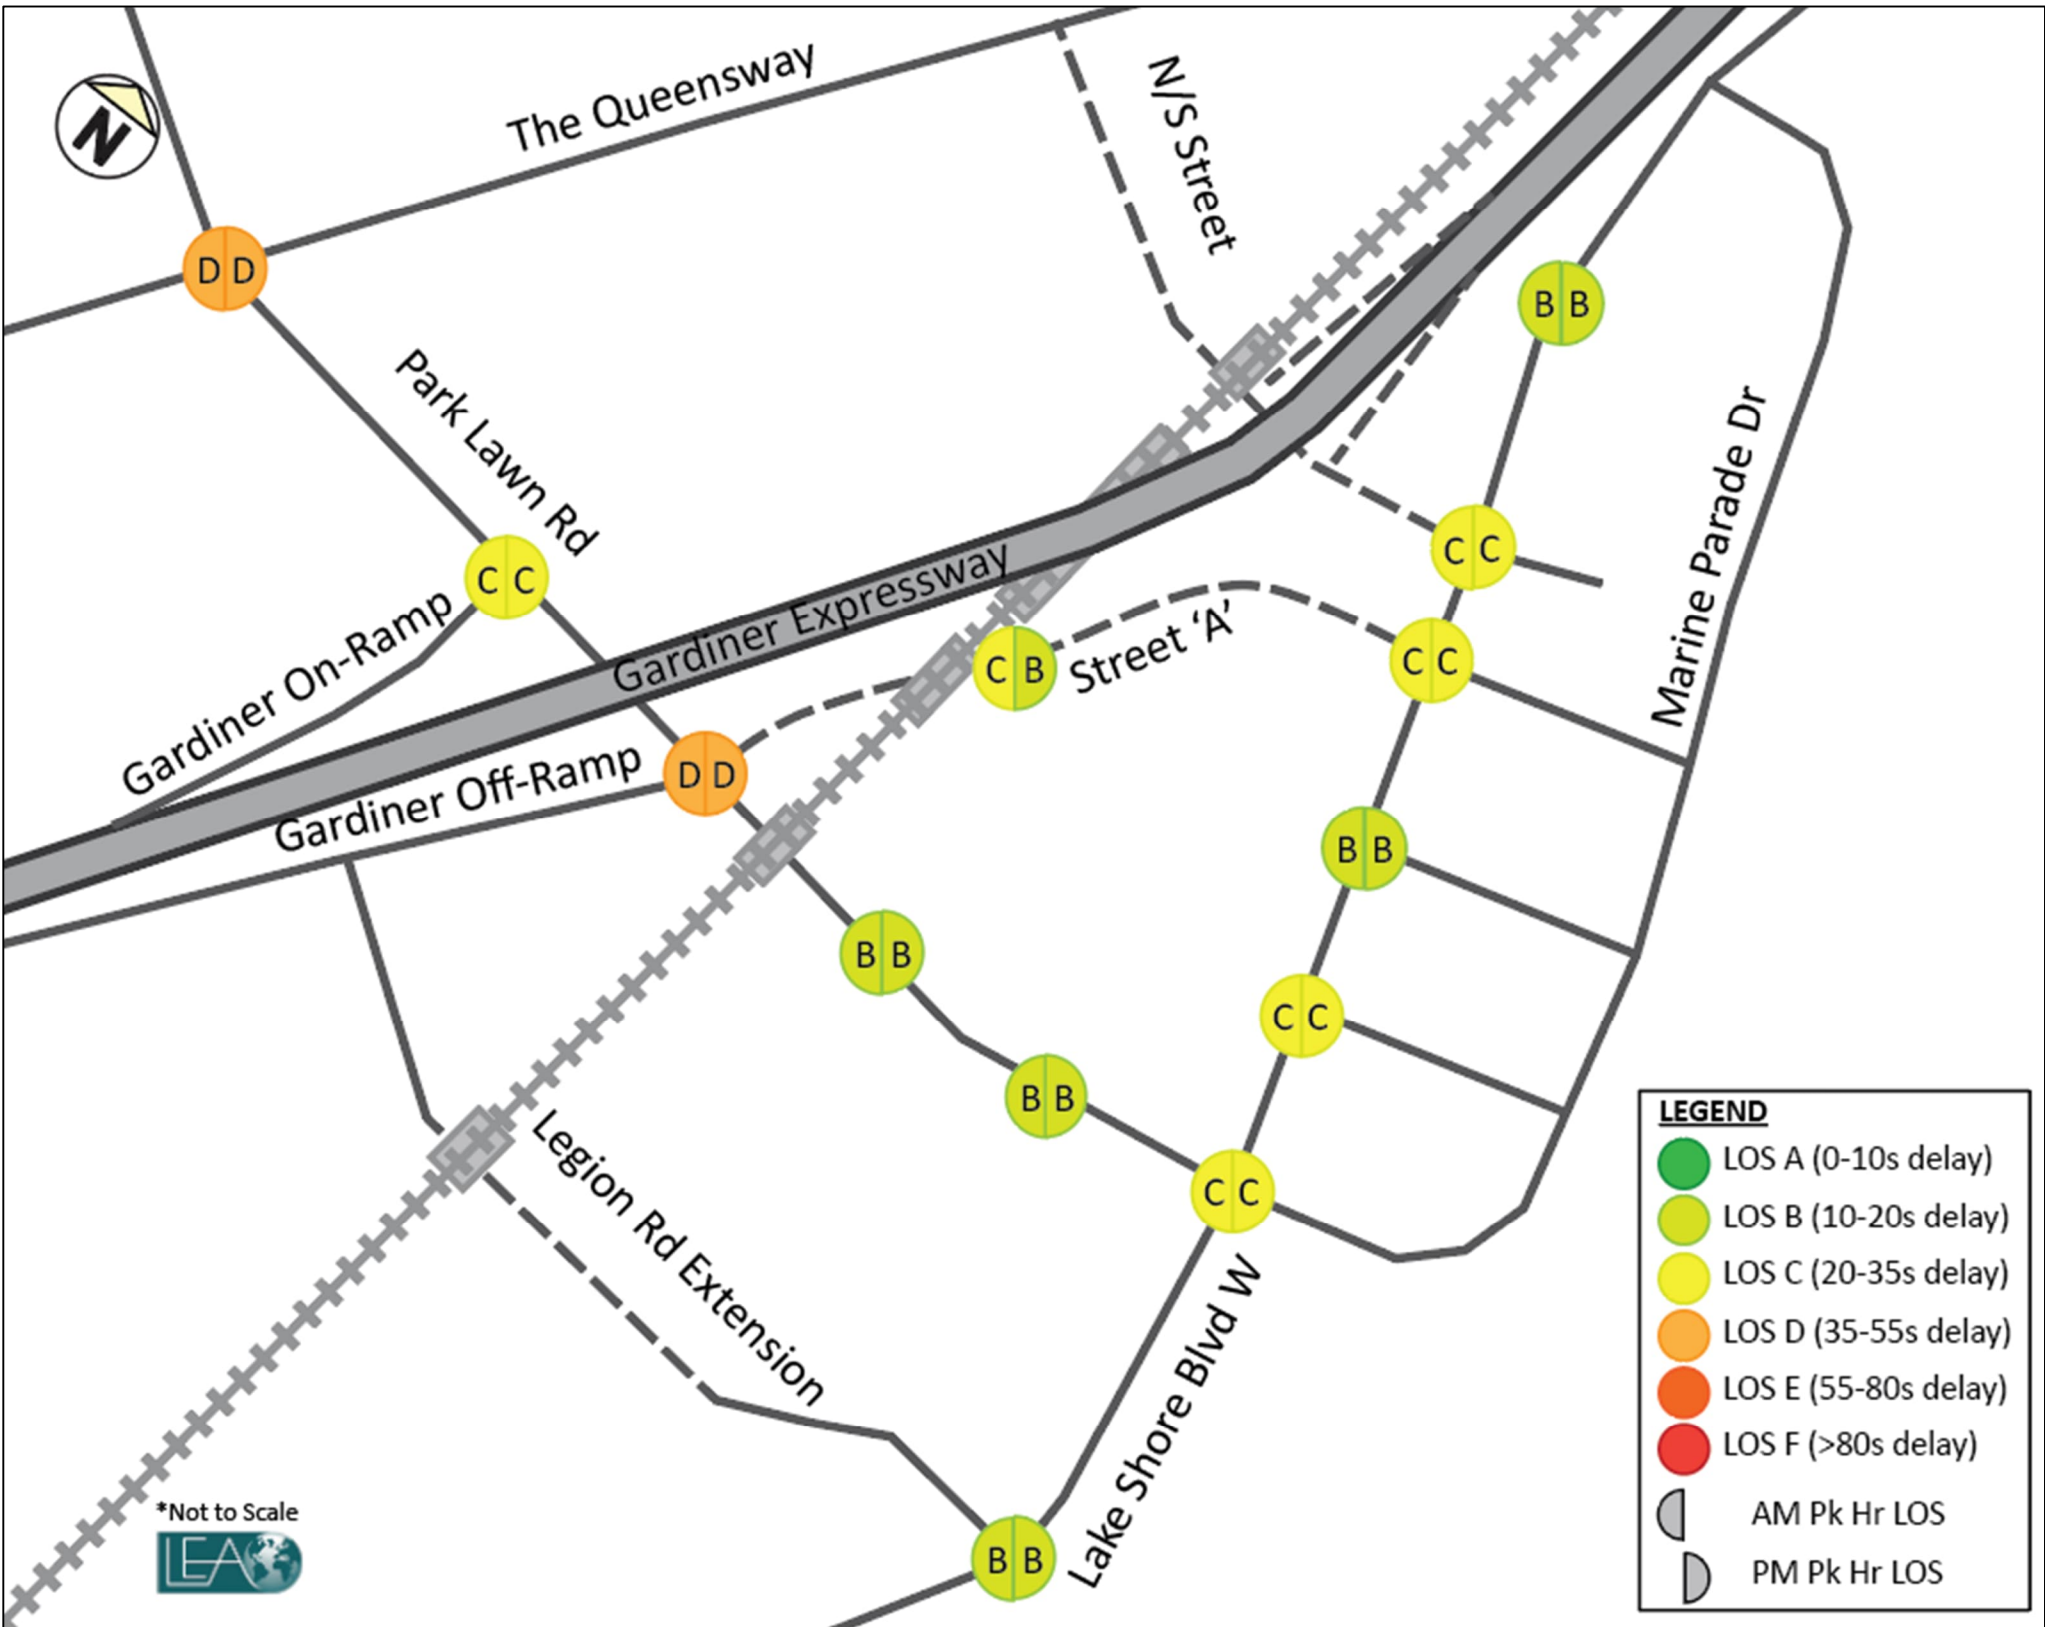 The Queensway
N/S Street
N
D D
B B
Park Lawn Rd
Marine Parade Dr
C C
C C
Gardiner Expressway
Gardiner On-Ramp
C B
Street 'A'
C C
Gardiner Off-Ramp
D D
B B
B B
C C
B B
C C
Legion Rd Extension
Lake Shore Blvd W
B B
*Not to Scale
LEA
LEGEND
LOS A (0-10s delay)
LOS B (10-20s delay)
LOS C (20-35s delay)
LOS D (35-55s delay)
LOS E (55-80s delay)
LOS F (>80s delay)
AM Pk Hr LOS
PM Pk Hr LOS